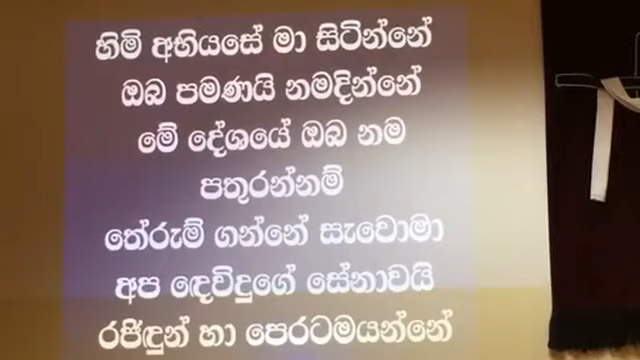 හිමි අභියසේ මා සිටින්නේ
ඔබ පමණයි නමදින්නේ
මේ දේශයේ ඔබ නම
පතුරන්නම්
තේරුම් ගන්නේ සැවොමා
අප ඳෙවිඳුගේ සේනාවයි
රජිඳුන් හා පෙරටමයන්නේ